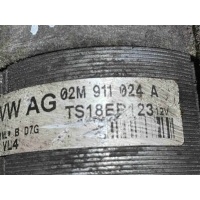 VW AG 02M 911 024 A
TS18ER123 12V
B D7G
VL4